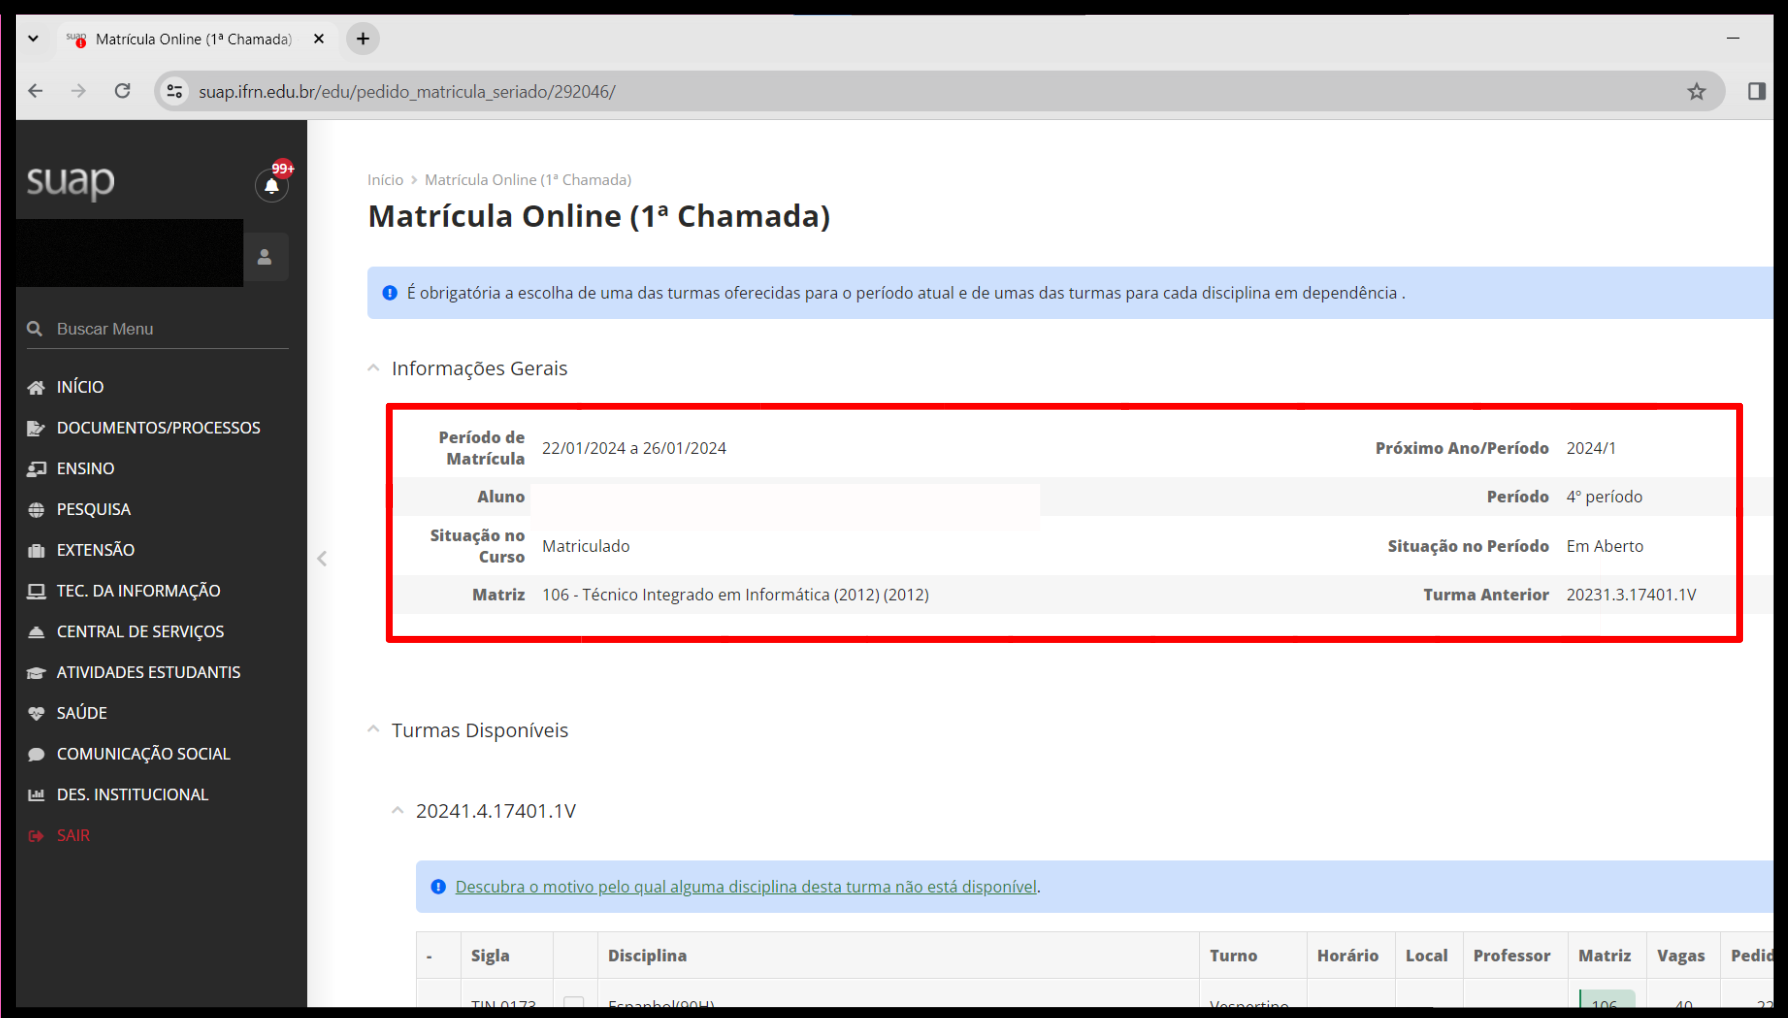 suap Matrícula Online (1ª Chamada)
suap.ifrn.edu.br/edu/pedido_matricula_seriado/292046/
suap
99+
Buscar Menu
INÍCIO
DOCUMENTOS/PROCESSOS
ENSINO
PESQUISA
EXTENSÃO
TEC. DA INFORMAÇÃO
CENTRAL DE SERVIÇOS
ATIVIDADES ESTUDANTIS
SAÚDE
COMUNICAÇÃO SOCIAL
DES. INSTITUCIONAL
SAIR
Início > Matrícula Online (1ª Chamada)
Matrícula Online (1ª Chamada)
É obrigatória a escolha de uma das turmas oferecidas para o período atual e de umas das turmas para cada disciplina em dependência .
Informações Gerais
Período de Matrícula 22/01/2024 a 26/01/2024 Próximo Ano/Período 2024/1
Aluno Período 4º período
Situação no Curso Matriculado Situação no Período Em Aberto
Matriz 106 - Técnico Integrado em Informática (2012) (2012) Turma Anterior 20231.3.17401.1V
Turmas Disponíveis
20241.4.17401.1V
Descubra o motivo pelo qual alguma disciplina desta turma não está disponível.
- Sigla Disciplina Turno Horário Local Professor Matriz Vagas Pedid
TIN.0173 Espanhol(90H) Vespertino 106 40 22